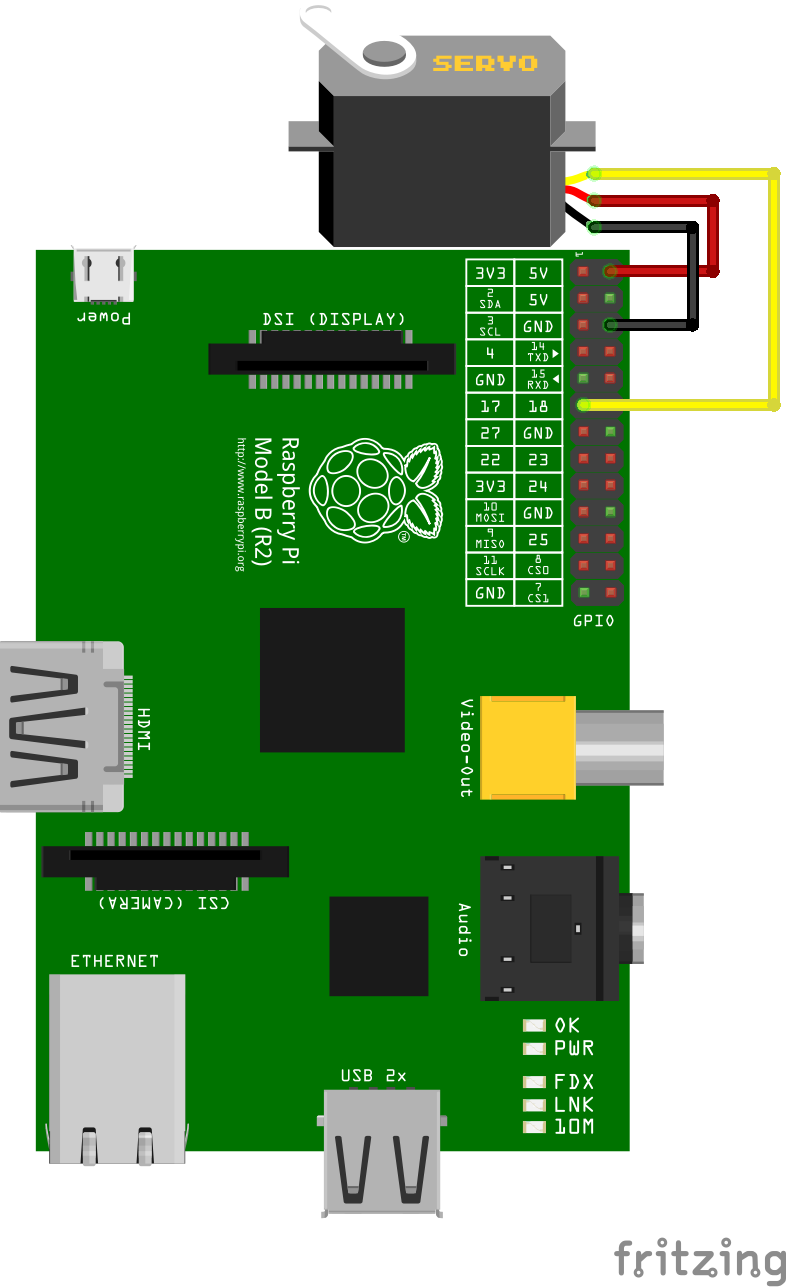 SERVO
1
3V3 5V
2 SDA 5V
3 SCL GND
4 14 TXD
GND 15 RXD
17 18
27 GND
22 23
3V3 24
10 MOSI GND
9 MISO 25
11 SCLK 8 CS0
GND 7 CS1
GPIO
Power
DSI (DISPLAY)
Raspberry Pi
Model B (R2)
http://www.raspberrypi.org
TM
HDMI
Video-Out
CSI (CAMERA)
Audio
ETHERNET
OK
PWR
FDX
LNK
10M
USB 2x
fritzing